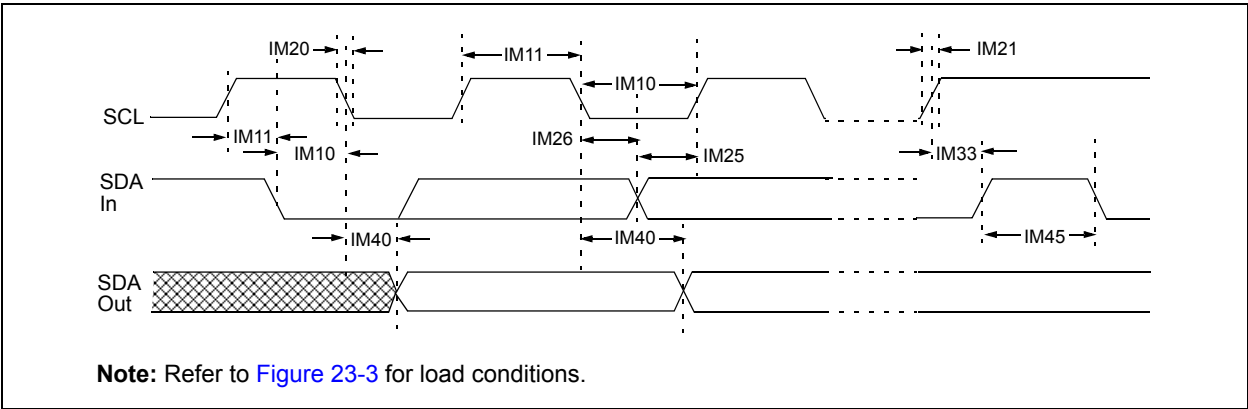 IM20
IM11
IM21
IM10
SCL
IM11
IM10
IM26
IM25
IM33
SDA
In
IM40
IM40
IM45
SDA
Out
Note: Refer to Figure 23-3 for load conditions.